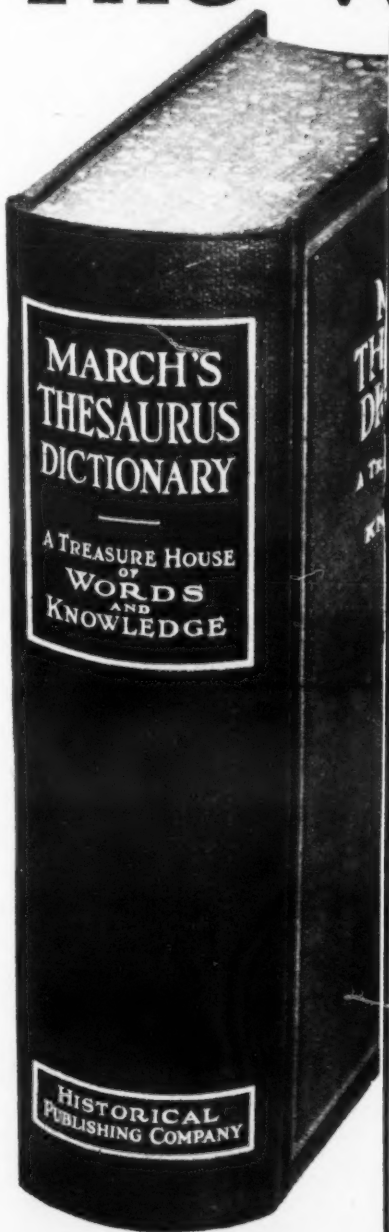 MARCH'S
THESAURUS
DICTIONARY
A TREASURE HOUSE
OF
WORDS
AND
KNOWLEDGE
HISTORICAL
PUBLISHING COMPANY